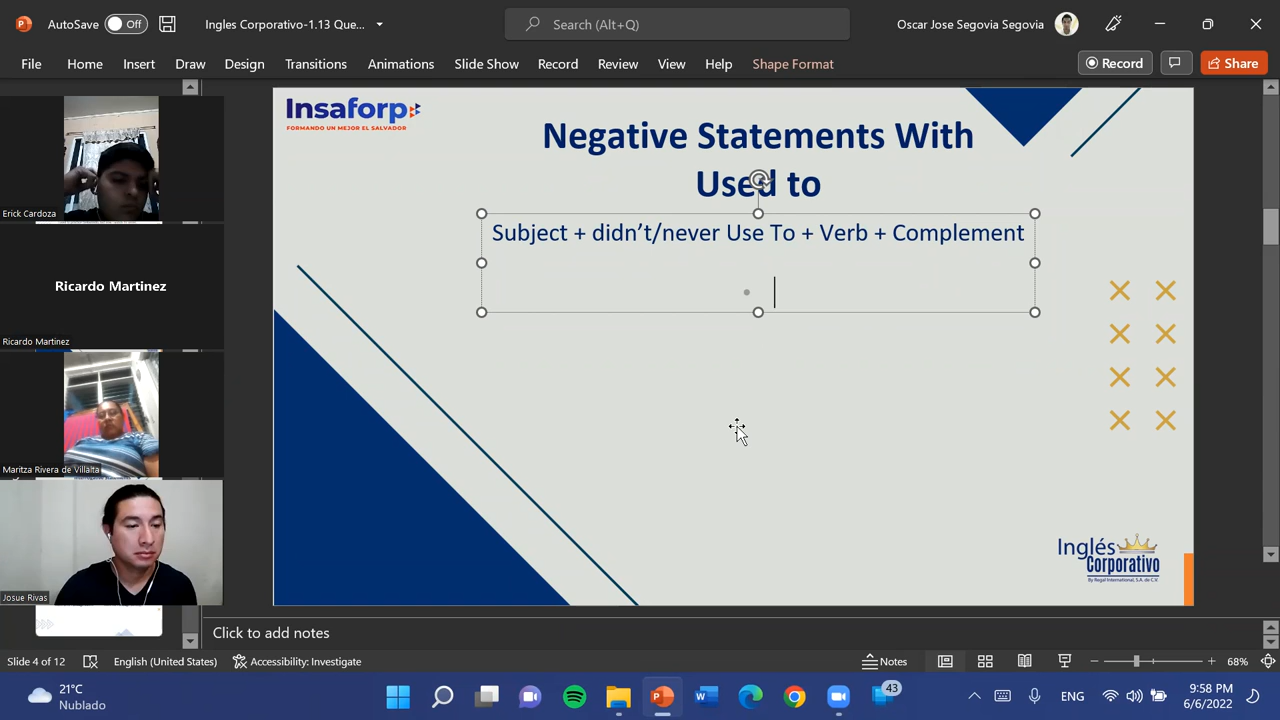 AutoSave Off
Ingles Corporativo-1.13 Que...
Search (Alt+Q)
Oscar Jose Segovia Segovia
File Home Insert Draw Design Transitions Animations Slide Show Record Review View Help Shape Format
Record
Share
Insaforp
FORMANDO UN MEJOR EL SALVADOR
Negative Statements With
Used to
Subject + didn’t/never Use To + Verb + Complement
Erick Cardoza
Ricardo Martinez
Ricardo Martinez
Maritza Rivera de Villalta
Josue Rivas
Inglés
Corporativo
By Regal International, S.A. de C.V.
Click to add notes
Slide 4 of 12
English (United States)
Accessibility: Investigate
Notes
68%
21°C
Nublado
43
ENG
9:58 PM
6/6/2022